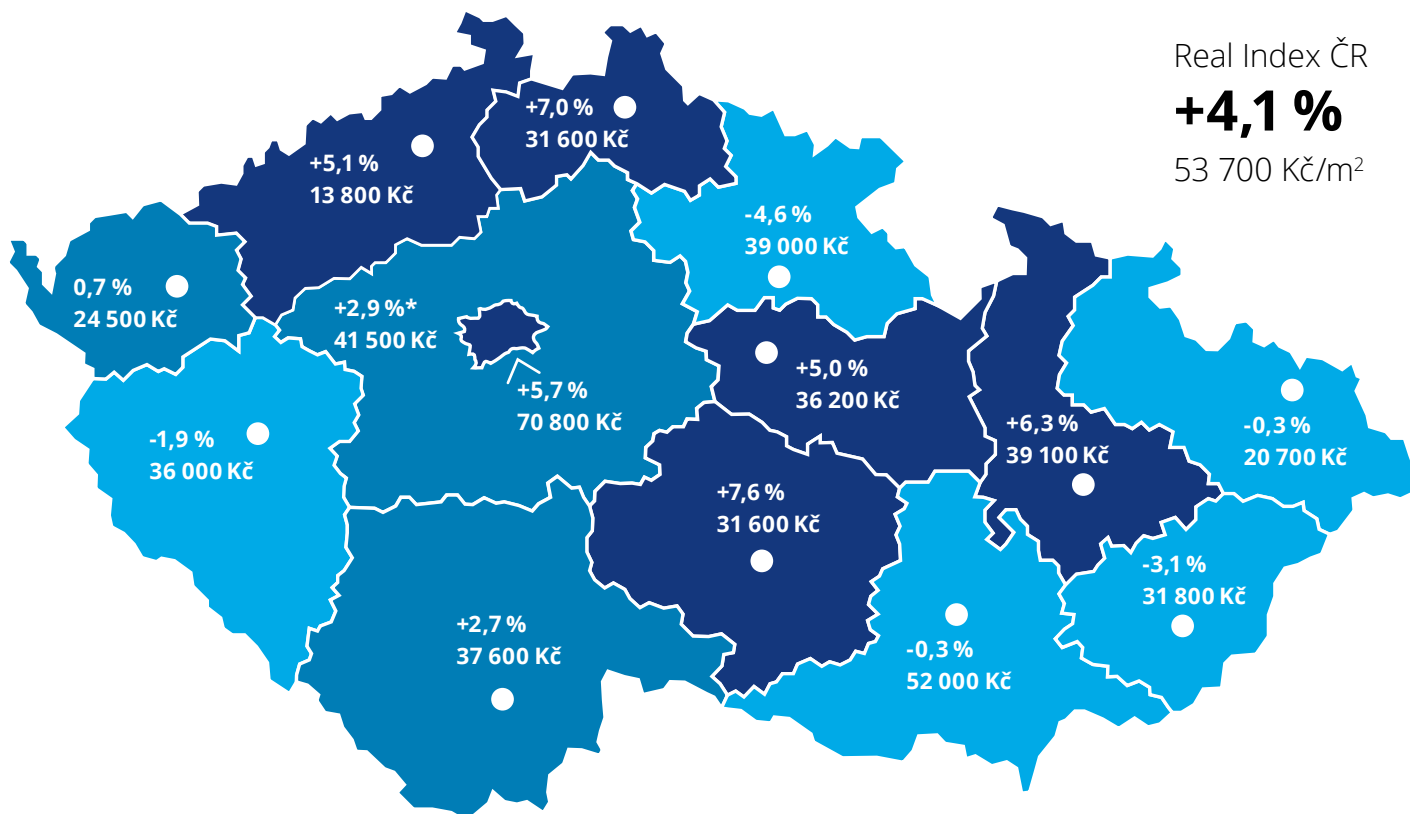 Real Index ČR
+4,1 %
53 700 Kč/m²
+7,0 %
31 600 Kč
+5,1 %
13 800 Kč
-4,6 %
39 000 Kč
0,7 %
24 500 Kč
+2,9 %*
41 500 Kč
+5,7 %
70 800 Kč
+5,0 %
36 200 Kč
-1,9 %
36 000 Kč
+6,3 %
39 100 Kč
-0,3 %
20 700 Kč
+7,6 %
31 600 Kč
-3,1 %
31 800 Kč
+2,7 %
37 600 Kč
-0,3 %
52 000 Kč